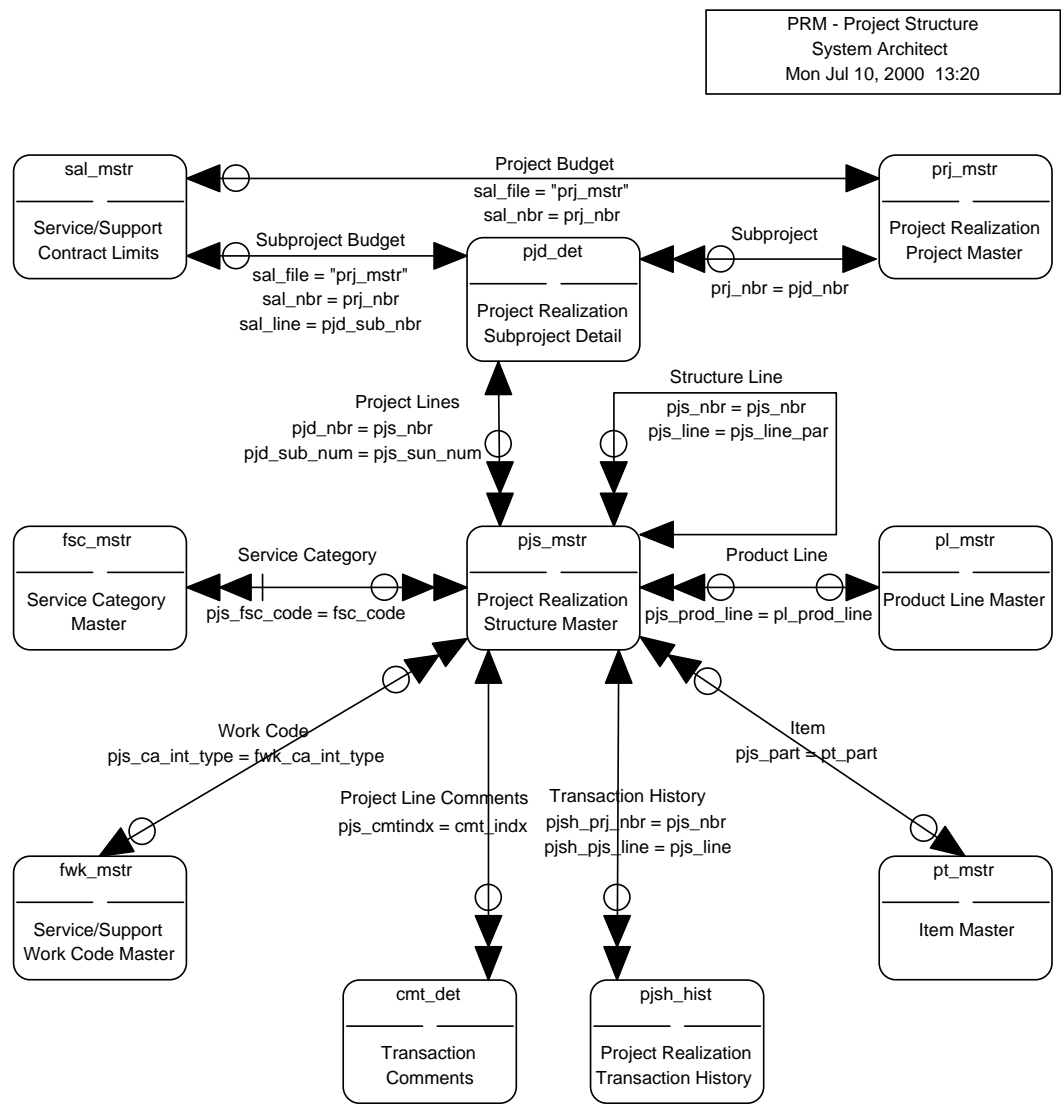 PRM - Project Structure
System Architect
Mon Jul 10, 2000 13:20
sal_mstr
Service/Support
Contract Limits
Project Budget
sal_file = "prj_mstr"
sal_nbr = prj_nbr
prj_mstr
Project Realization
Project Master
Subproject Budget
sal_file = "prj_mstr"
sal_nbr = prj_nbr
sal_line = pjd_sub_nbr
pjd_det
Project Realization
Subproject Detail
Subproject
prj_nbr = pjd_nbr
Project Lines
pjd_nbr = pjs_nbr
pjd_sub_num = pjs_sun_num
Structure Line
pjs_nbr = pjs_nbr
pjs_line = pjs_line_par
fsc_mstr
Service Category
Master
Service Category
pjs_fsc_code = fsc_code
pjs_mstr
Project Realization
Structure Master
Product Line
pjs_prod_line = pl_prod_line
pl_mstr
Product Line Master
Work Code
pjs_ca_int_type = fwk_ca_int_type
Item
pjs_part = pt_part
Project Line Comments
pjs_cmtindx = cmt_indx
Transaction History
pjsh_prj_nbr = pjs_nbr
pjsh_pjs_line = pjs_line
fwk_mstr
Service/Support
Work Code Master
pt_mstr
Item Master
cmt_det
Transaction
Comments
pjsh_hist
Project Realization
Transaction History